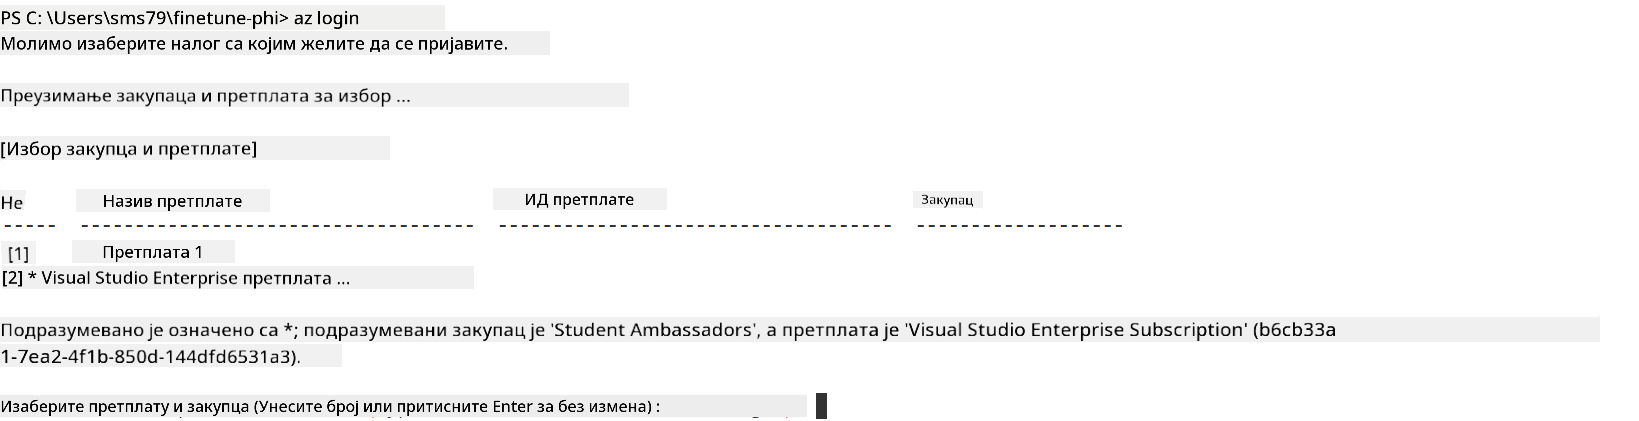 PS C: \Users\sms79\finetune-phi> az login
Молимо изаберите налог са којим желите да се пријавите.
Преузимање закупаца и претплата за избор ...
[Избор закупца и претплате]
Не Назив претплате ИД претплате Закупац
----- ----------------------------------- ----------------------------------- -------------------
[1] Претплата 1
[2] * Visual Studio Enterprise претплата ...
Подразумевано је означено са *; подразумевани закупац је 'Student Ambassadors', а претплата је 'Visual Studio Enterprise Subscription' (b6cb33a
1-7ea2-4f1b-850d-144dfd6531a3).
Изаберите претплату и закупца (Унесите број или притисните Enter за без измена) :